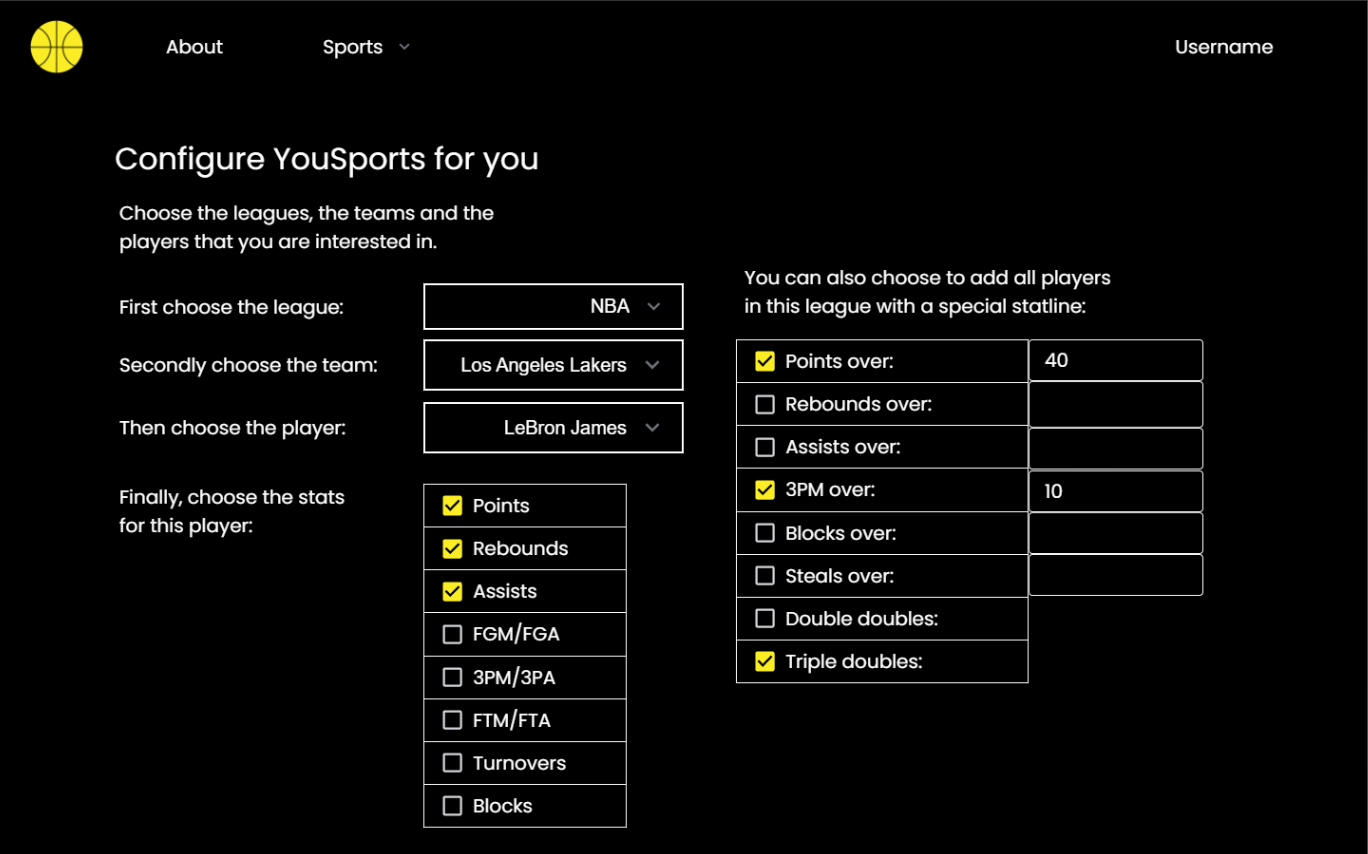 About
Sports
Username
Configure YouSports for you
Choose the leagues, the teams and the
players that you are interested in.
First choose the league:
NBA
Secondly choose the team:
Los Angeles Lakers
Then choose the player:
LeBron James
Finally, choose the stats
for this player:
Points
Rebounds
Assists
FGM/FGA
3PM/3PA
FTM/FTA
Turnovers
Blocks
You can also choose to add all players
in this league with a special statline:
Points over:
40
Rebounds over:
Assists over:
3PM over:
10
Blocks over:
Steals over:
Double doubles:
Triple doubles: